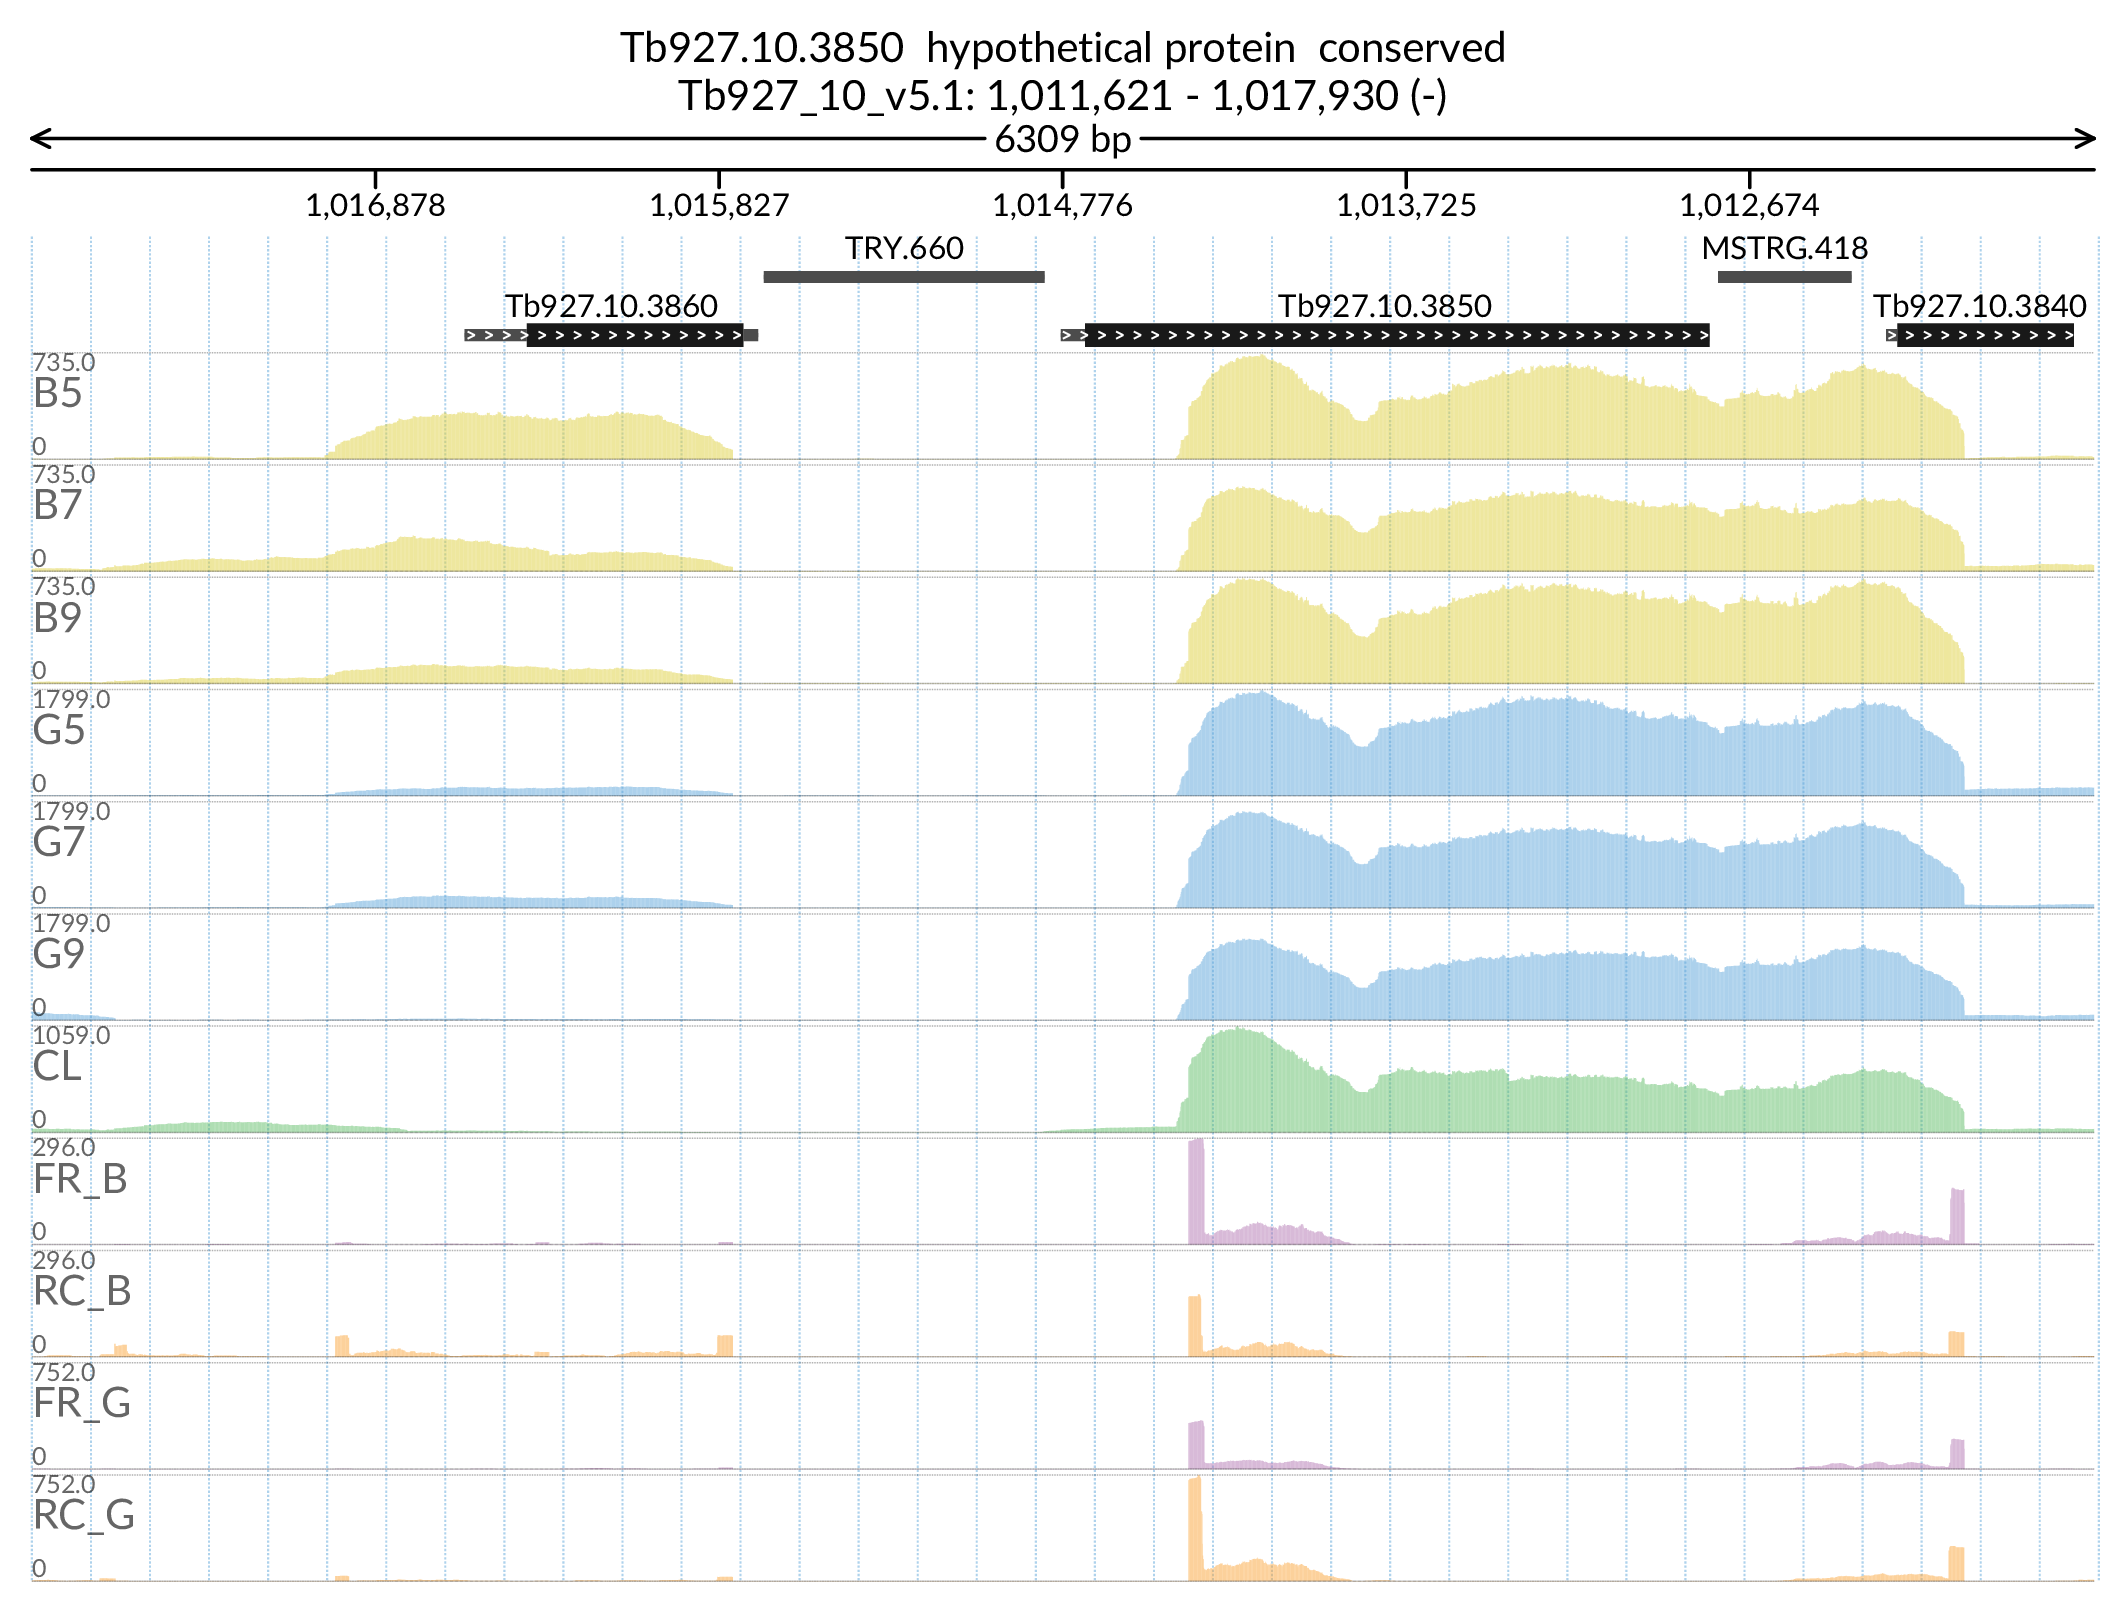 Tb927.10.3850  hypothetical protein  conserved
Tb927_10_v5.1: 1,011,621 - 1,017,930 (-)
6309 bp
1,016,878 1,015,827 1,014,776 1,013,725 1,012,674
TRY.660 MSTRG.418
Tb927.10.3860 Tb927.10.3850 Tb927.10.3840
735.0
B5
0
735.0
B7
0
735.0
B9
0
1799.0
G5
0
1799.0
G7
0
1799.0
G9
0
1059.0
CL
0
296.0
FR_B
0
296.0
RC_B
0
752.0
FR_G
0
752.0
RC_G
0